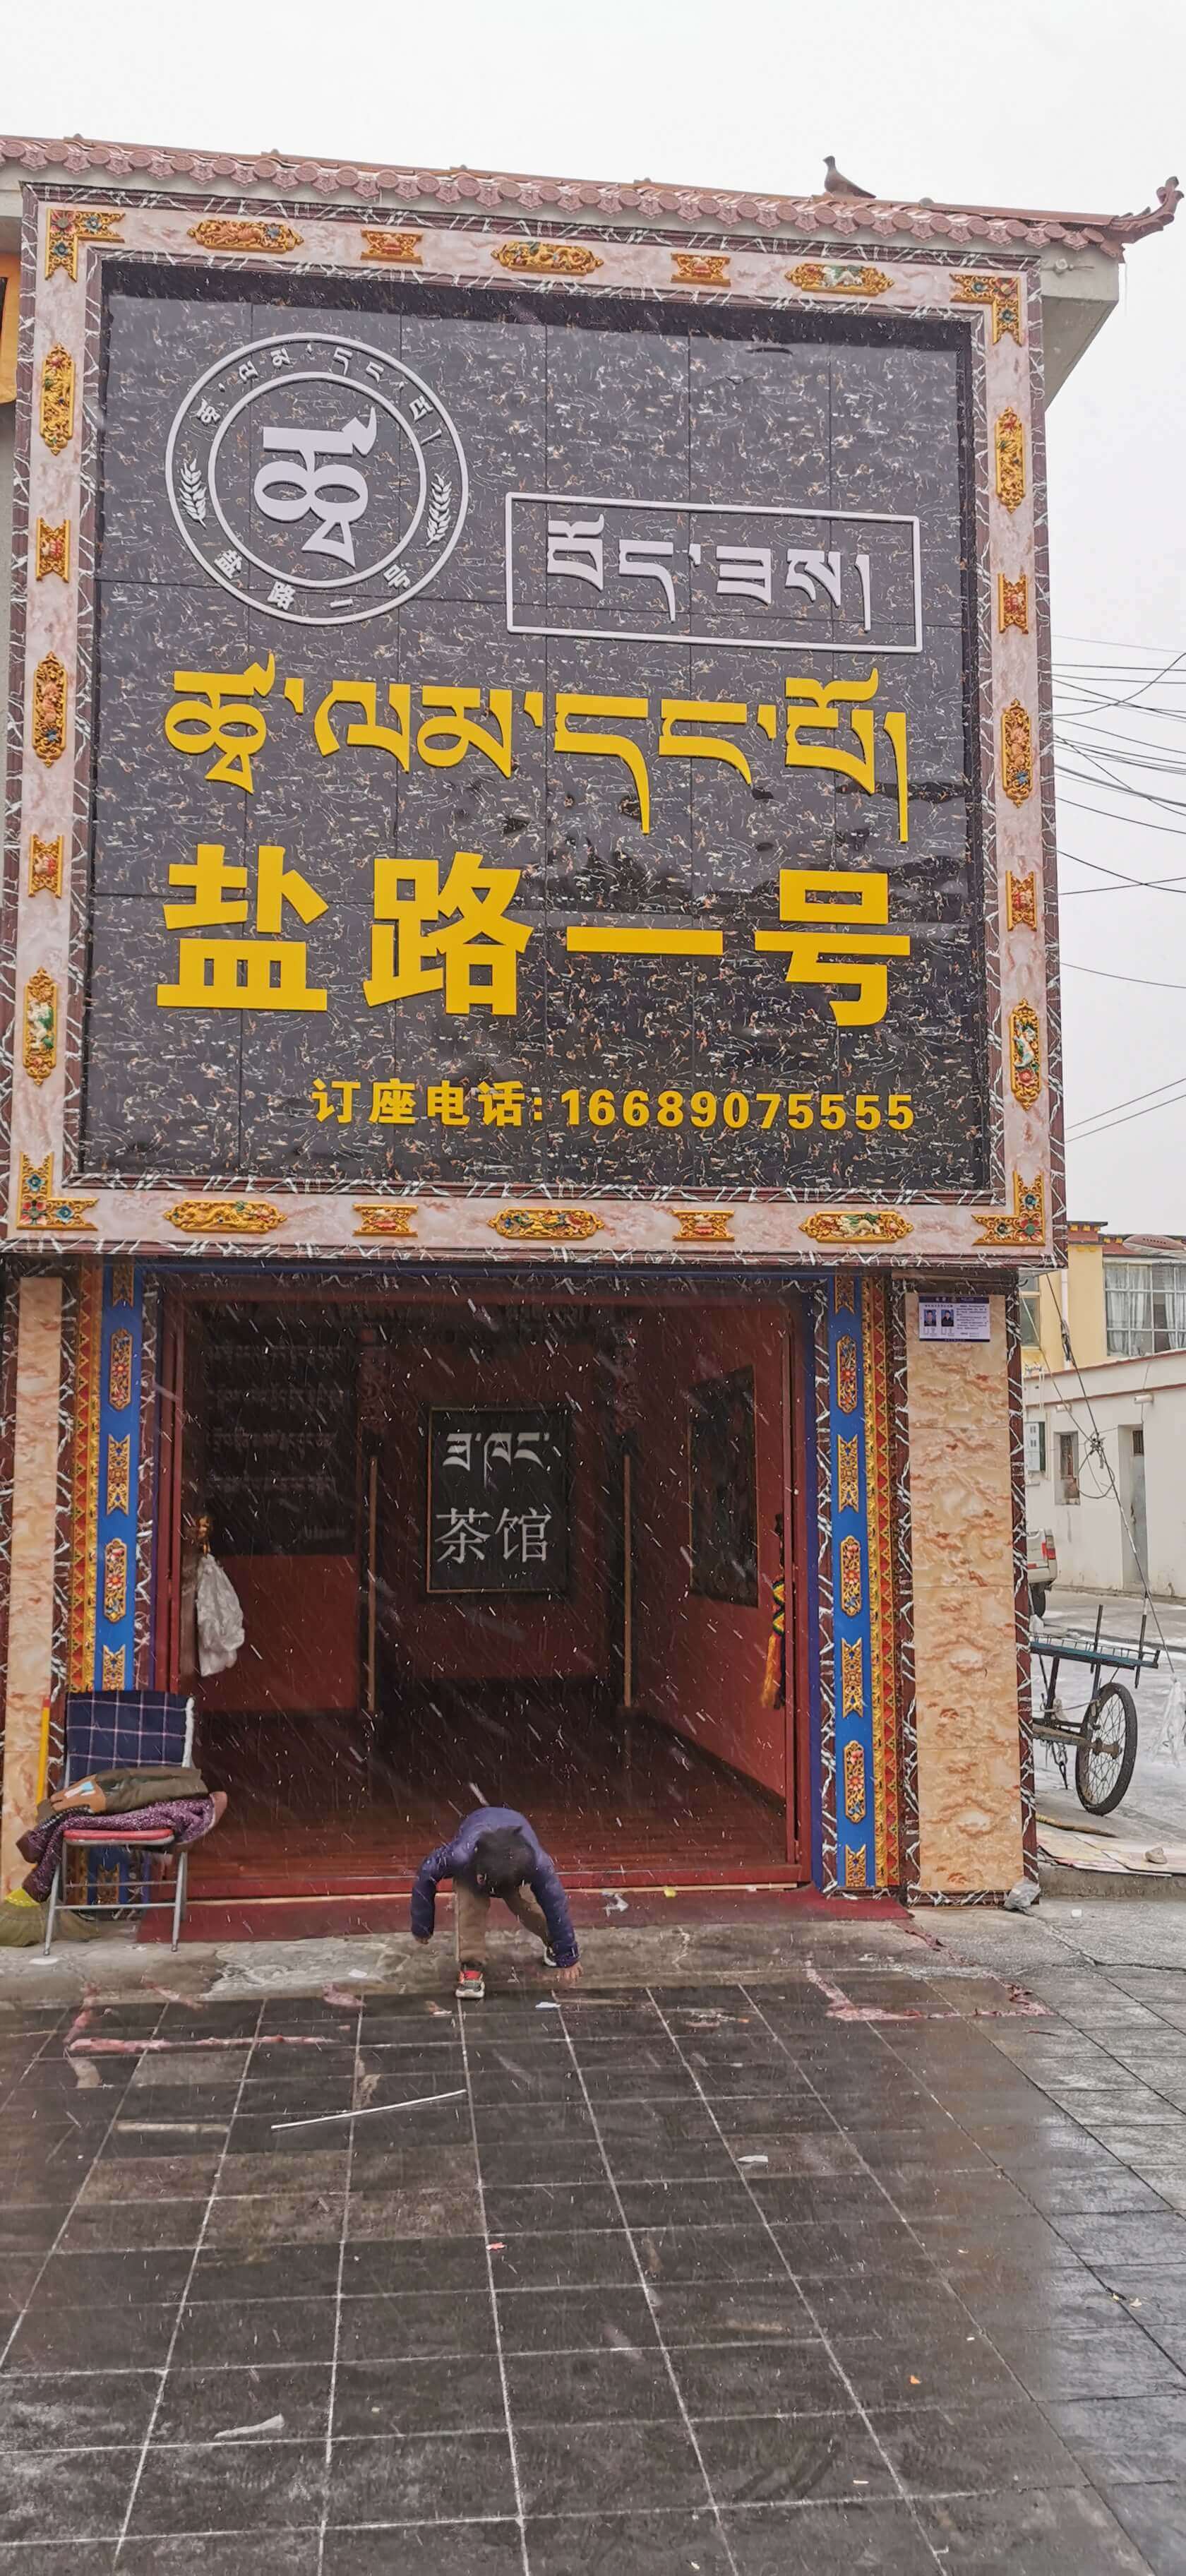 ཚྭ་ལམ་དང་པོ།
ཚྭ
盐路一号
བོད་ཟས།
ཚྭ་ལམ་དང་པོ།
盐路一号
订座电话:16689075555
ཇ་ཁང་
茶馆